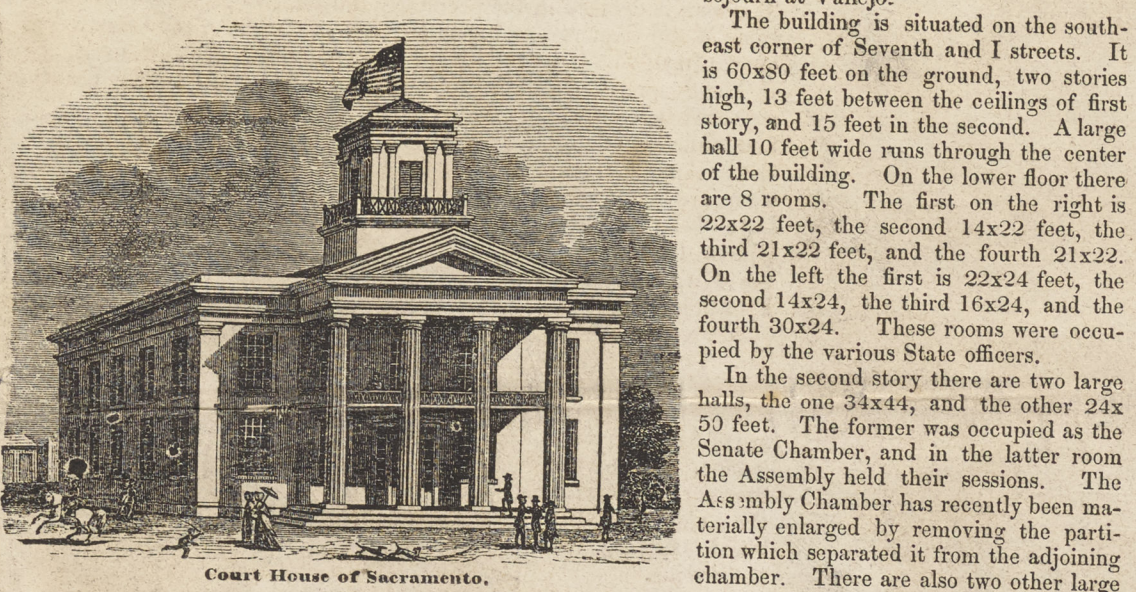 sojourn at Vallejo.
The building is situated on the south-
east corner of Seventh and I streets. It
is 60x80 feet on the ground, two stories
high, 13 feet between the ceilings of first
story, and 15 feet in the second. A large
hall 10 feet wide runs through the center
of the building. On the lower floor there
are 8 rooms. The first on the right is
22x22 feet, the second 14x22 feet, the
third 21x22 feet, and the fourth 21x22.
On the left the first is 22x24 feet, the
second 14x24, the third 16x24, and the
fourth 30x24. These rooms were occu-
pied by the various State officers.
In the second story there are two large
halls, the one 34x44, and the other 24x
50 feet. The former was occupied as the
Senate Chamber, and in the latter room
the Assembly held their sessions. The
Assembly Chamber has recently been ma-
terially enlarged by removing the parti-
tion which separated it from the adjoining
chamber. There are also two other large
Court House of Sacramento.